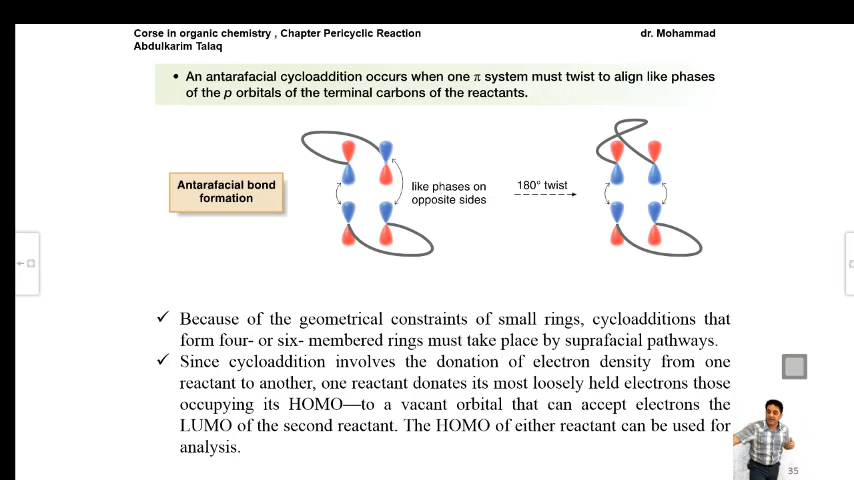 Corse in organic chemistry , Chapter Pericyclic Reaction
dr. Mohammad
Abdulkarim Talaq
• An antarafacial cycloaddition occurs when one π system must twist to align like phases
of the p orbitals of the terminal carbons of the reactants.
Antarafacial bond
formation
like phases on
opposite sides
180° twist
✓ Because of the geometrical constraints of small rings, cycloadditions that
form four- or six- membered rings must take place by suprafacial pathways.
✓ Since cycloaddition involves the donation of electron density from one
reactant to another, one reactant donates its most loosely held electrons those
occupying its HOMO—to a vacant orbital that can accept electrons the
LUMO of the second reactant. The HOMO of either reactant can be used for
analysis.
35